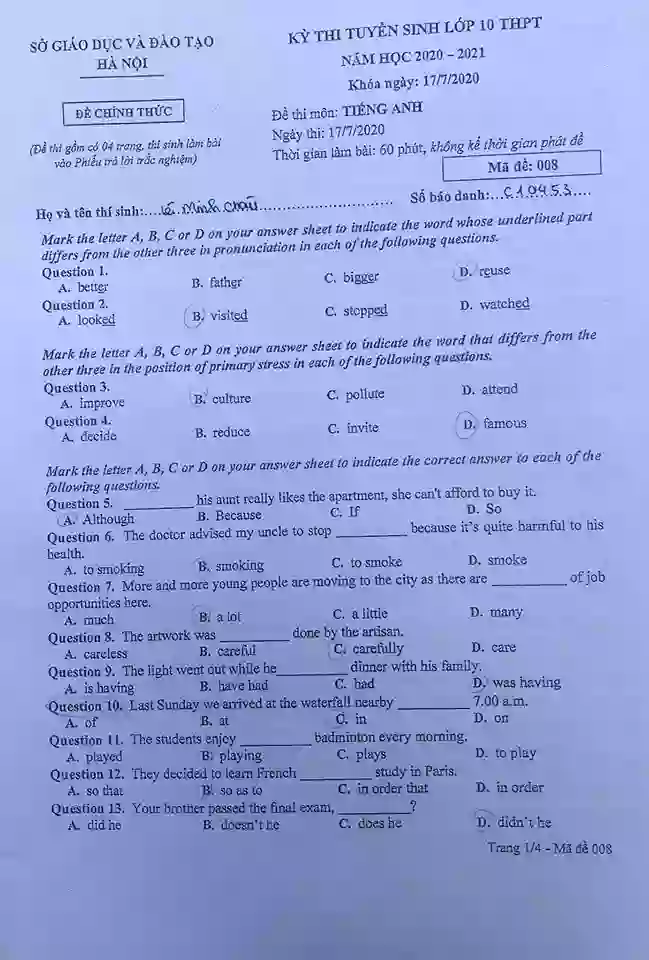 SỞ GIÁO DỤC VÀ ĐÀO TẠO
HÀ NỘI
ĐỀ CHÍNH THỨC
(Đề thi gồm có 04 trang, thí sinh làm bài
vào Phiếu trả lời trắc nghiệm)
KỲ THI TUYỂN SINH LỚP 10 THPT
NĂM HỌC 2020 – 2021
Khóa ngày: 17/7/2020
Đề thi môn: TIẾNG ANH
Ngày thi: 17/7/2020
Thời gian làm bài: 60 phút, không kể thời gian phát đề
Mã đề: 008
Họ và tên thí sinh:.... Lê Minh Châu..............................
Số báo danh:...C19453....
Mark the letter A, B, C or D on your answer sheet to indicate the word whose underlined part
differs from the other three in pronunciation in each of the following questions.
Question 1.
A. better B. father C. bigger D. reuse
Question 2.
A. looked B. visited C. stopped D. watched
Mark the letter A, B, C or D on your answer sheet to indicate the word that differs from the
other three in the position of primary stress in each of the following questions.
Question 3.
A. improve B. culture C. pollute D. attend
Question 4.
A. decide B. reduce C. invite D. famous
Mark the letter A, B, C or D on your answer sheet to indicate the correct answer to each of the
following questions.
Question 5. __________ his aunt really likes the apartment, she can't afford to buy it.
A. Although B. Because C. If D. So
Question 6. The doctor advised my uncle to stop __________ because it's quite harmful to his
health.
A. to smoking B. smoking C. to smoke D. smoke
Question 7. More and more young people are moving to the city as there are __________ of job
opportunities here.
A. much B. a lot C. a little D. many
Question 8. The artwork was __________ done by the artisan.
A. careless B. careful C. carefully D. care
Question 9. The light went out while he__________ dinner with his family.
A. is having B. have had C. had D. was having
Question 10. Last Sunday we arrived at the waterfall nearby __________ 7.00 a.m.
A. of B. at C. in D. on
Question 11. The students enjoy __________ badminton every morning.
A. played B. playing C. plays D. to play
Question 12. They decided to learn French __________ study in Paris.
A. so that B. so as to C. in order that D. in order
Question 13. Your brother passed the final exam, __________?
A. did he B. doesn't he C. does he D. didn't he
Trang 1/4 - Mã đề 008